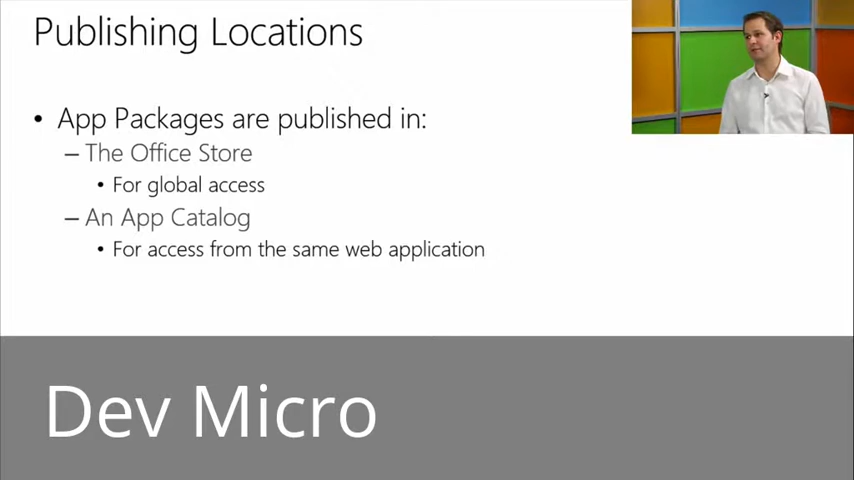 Publishing Locations
• App Packages are published in:
– The Office Store
• For global access
– An App Catalog
• For access from the same web application
Dev Micro